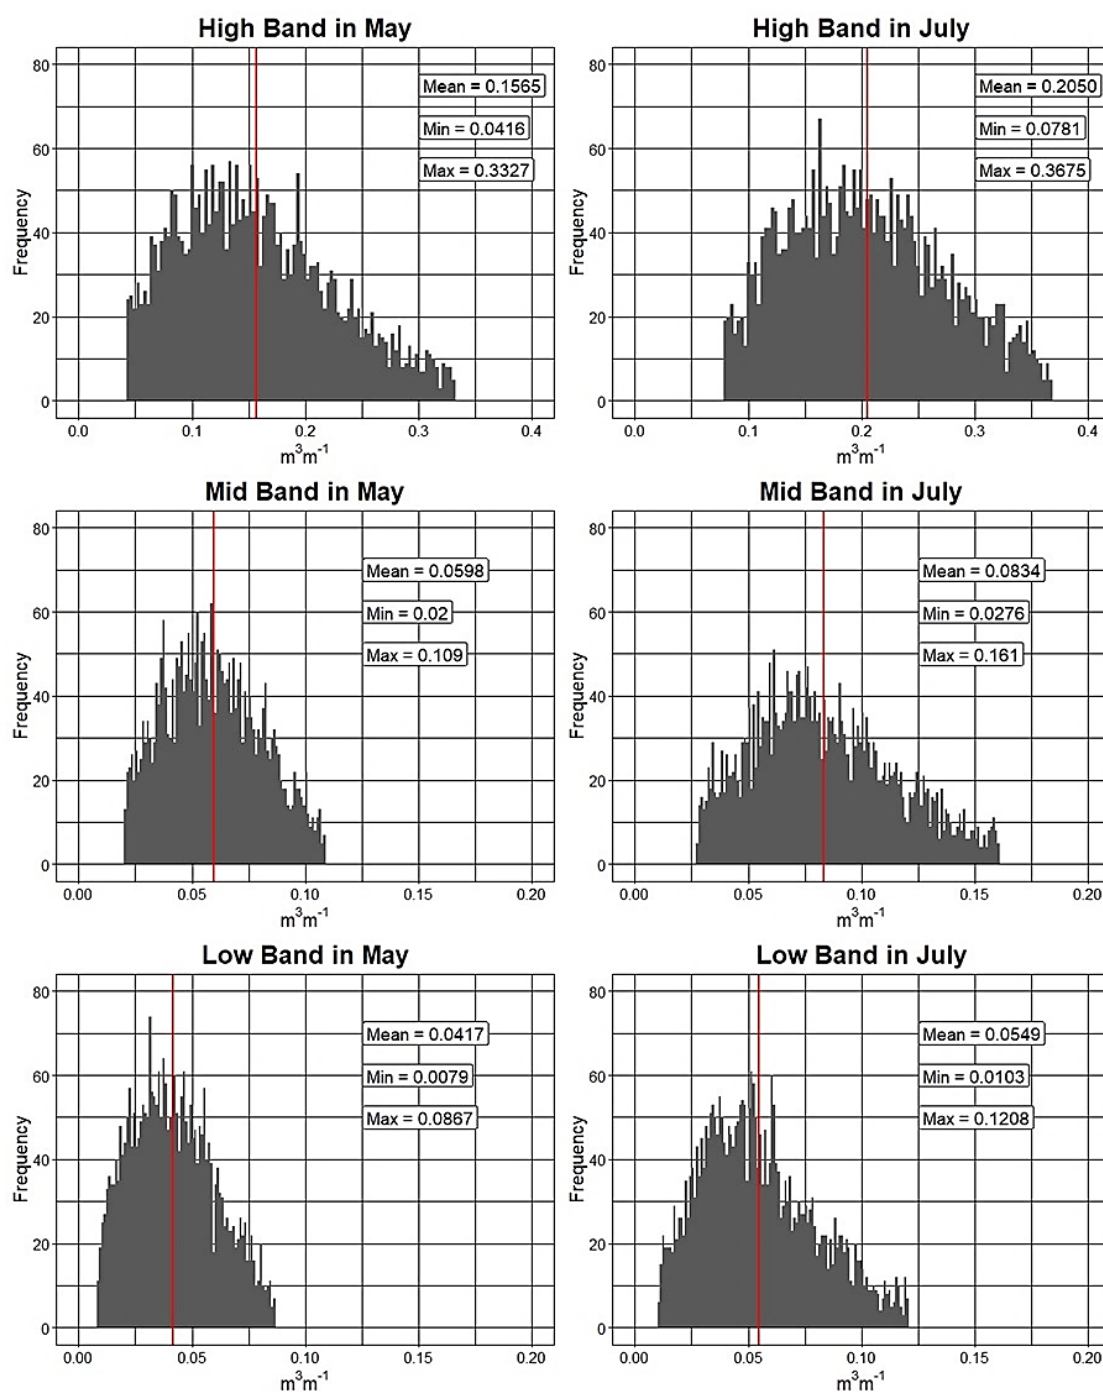 High Band in May
80
60
40
20
0
Frequency
Mean = 0.1565
Min = 0.0416
Max = 0.3327
0.0 0.1 0.2 0.3 0.4
m³m⁻¹
High Band in July
80
60
40
20
0
Frequency
Mean = 0.2050
Min = 0.0781
Max = 0.3675
0.0 0.1 0.2 0.3 0.4
m³m⁻¹
Mid Band in May
80
60
40
20
0
Frequency
Mean = 0.0598
Min = 0.02
Max = 0.109
0.00 0.05 0.10 0.15 0.20
m³m⁻¹
Mid Band in July
80
60
40
20
0
Frequency
Mean = 0.0834
Min = 0.0276
Max = 0.161
0.00 0.05 0.10 0.15 0.20
m³m⁻¹
Low Band in May
80
60
40
20
0
Frequency
Mean = 0.0417
Min = 0.0079
Max = 0.0867
0.00 0.05 0.10 0.15 0.20
m³m⁻¹
Low Band in July
80
60
40
20
0
Frequency
Mean = 0.0549
Min = 0.0103
Max = 0.1208
0.00 0.05 0.10 0.15 0.20
m³m⁻¹